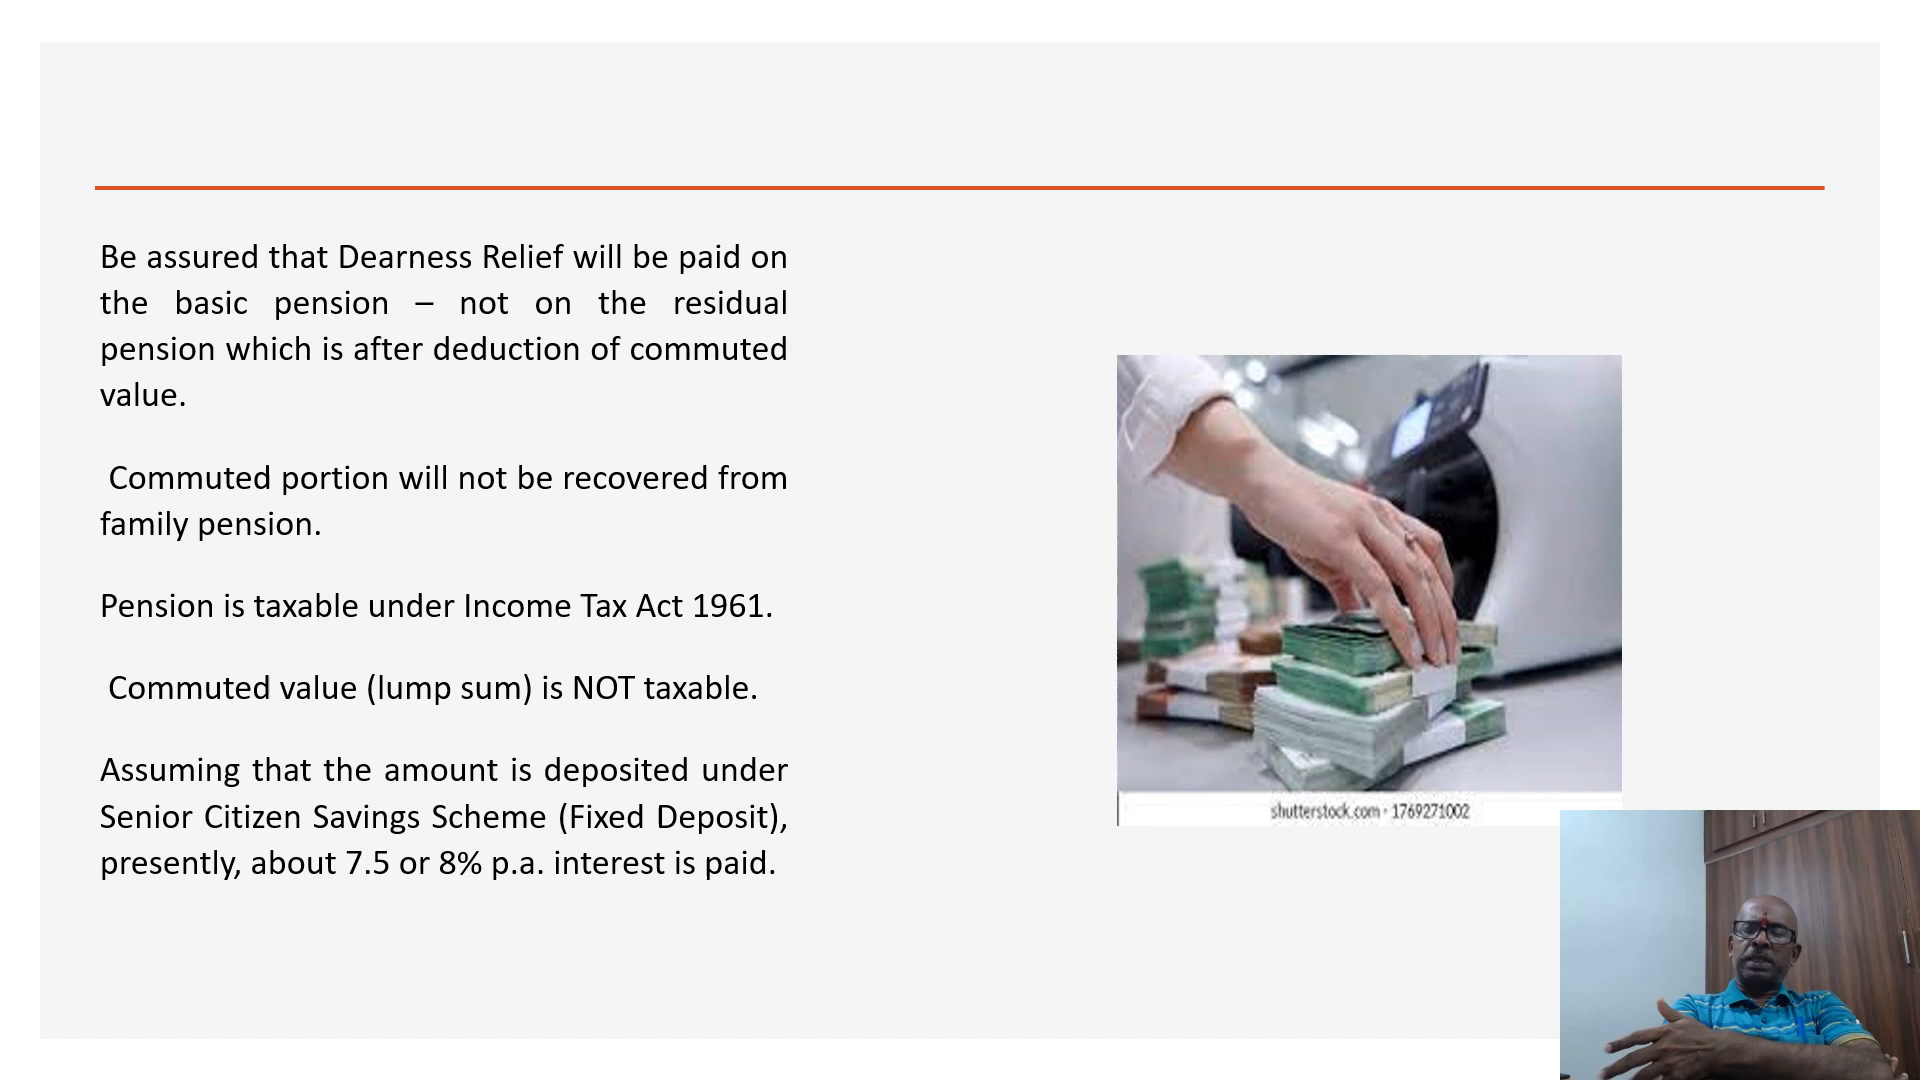 Be assured that Dearness Relief will be paid on
the basic pension – not on the residual
pension which is after deduction of commuted
value.
Commuted portion will not be recovered from
family pension.
Pension is taxable under Income Tax Act 1961.
Commuted value (lump sum) is NOT taxable.
Assuming that the amount is deposited under
Senior Citizen Savings Scheme (Fixed Deposit),
presently, about 7.5 or 8% p.a. interest is paid.
shutterstock.com · 1769271002